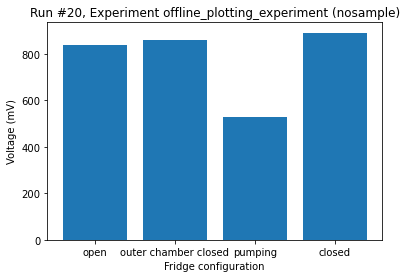 Run #20, Experiment offline_plotting_experiment (nosample)
800
600
400
200
0
Voltage (mV)
open outer chamber closed pumping closed
Fridge configuration